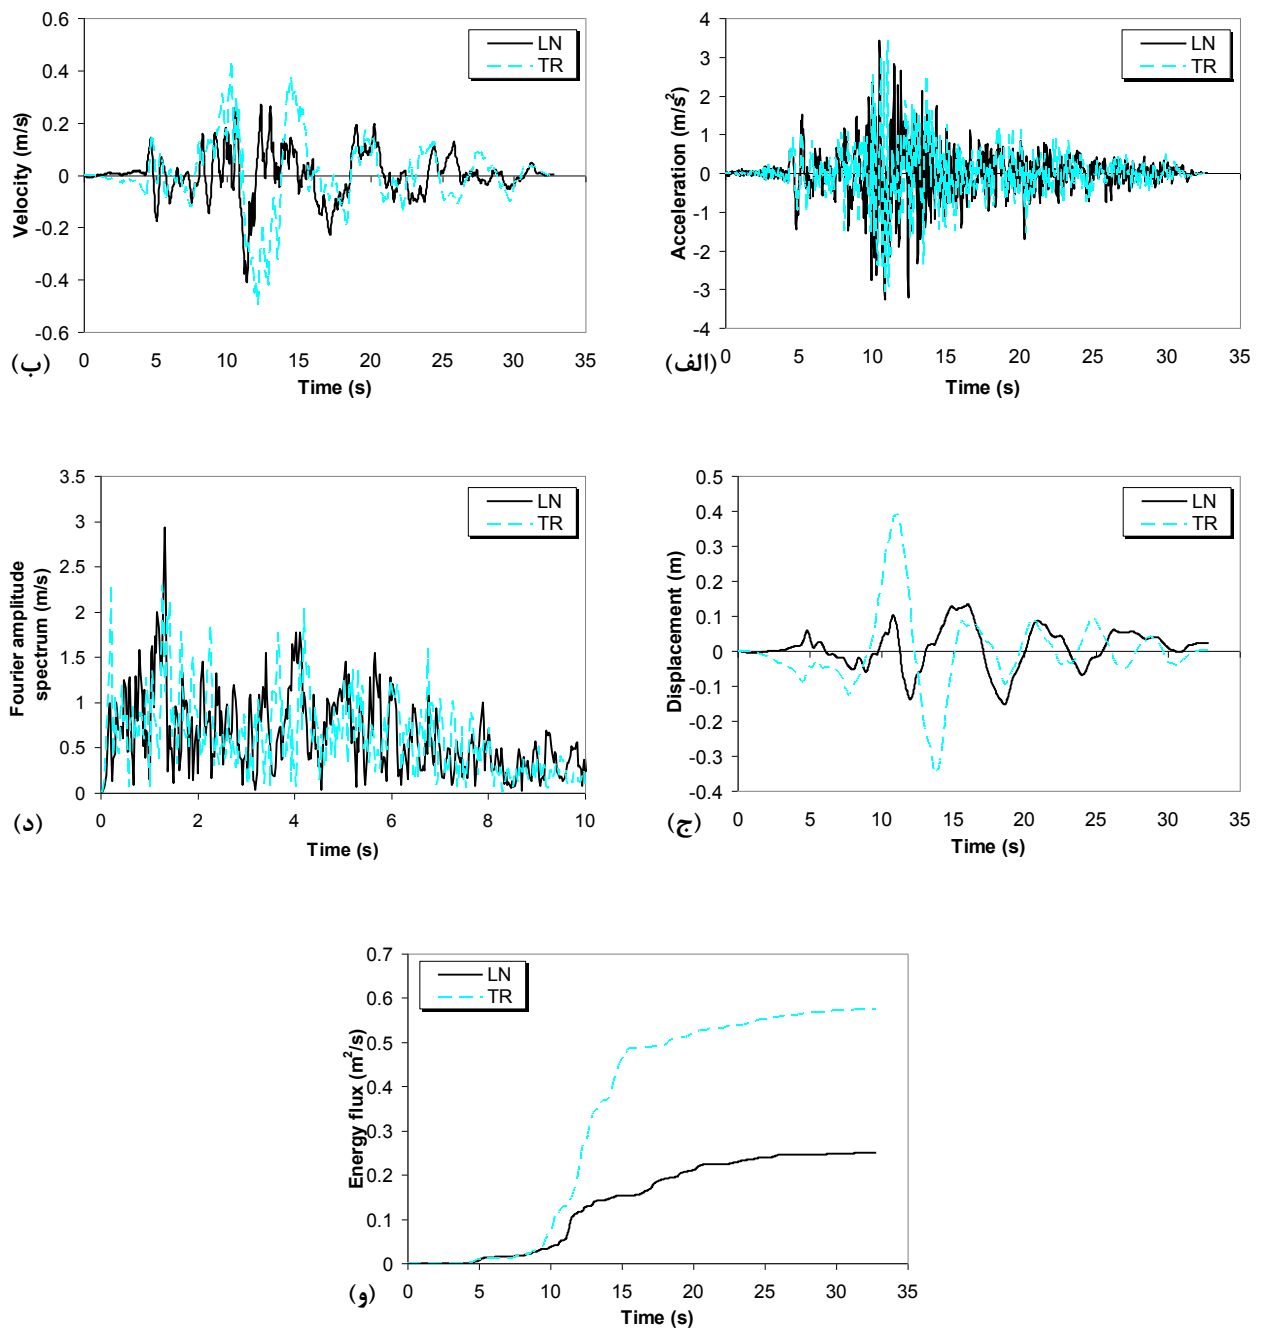 0.6
0.4
0.2
0
-0.2
-0.4
-0.6
Velocity (m/s)
LN
TR
0 5 10 15 20 25 30 35
Time (s)
(ب)
4
3
2
1
0
-1
-2
-3
-4
Acceleration (m/s²)
LN
TR
0 5 10 15 20 25 30 35
Time (s)
(الف)
3.5
3
2.5
2
1.5
1
0.5
0
Fourier amplitude
spectrum (m/s)
LN
TR
0 2 4 6 8 10
Time (s)
(د)
0.5
0.4
0.3
0.2
0.1
0
-0.1
-0.2
-0.3
-0.4
Displacement (m)
LN
TR
0 5 10 15 20 25 30 35
Time (s)
(ج)
0.7
0.6
0.5
0.4
0.3
0.2
0.1
0
Energy flux (m²/s)
LN
TR
0 5 10 15 20 25 30 35
Time (s)
(و)